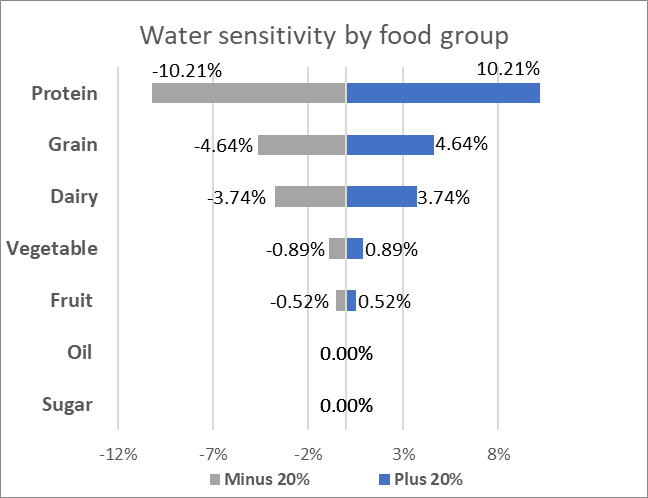 Water sensitivity by food group
-10.21% 10.21%
Protein
Grain -4.64% 4.64%
Dairy -3.74% 3.74%
Vegetable -0.89% 0.89%
Fruit -0.52% 0.52%
Oil 0.00%
Sugar 0.00%
-12% -7% -2% 3% 8%
Minus 20% Plus 20%